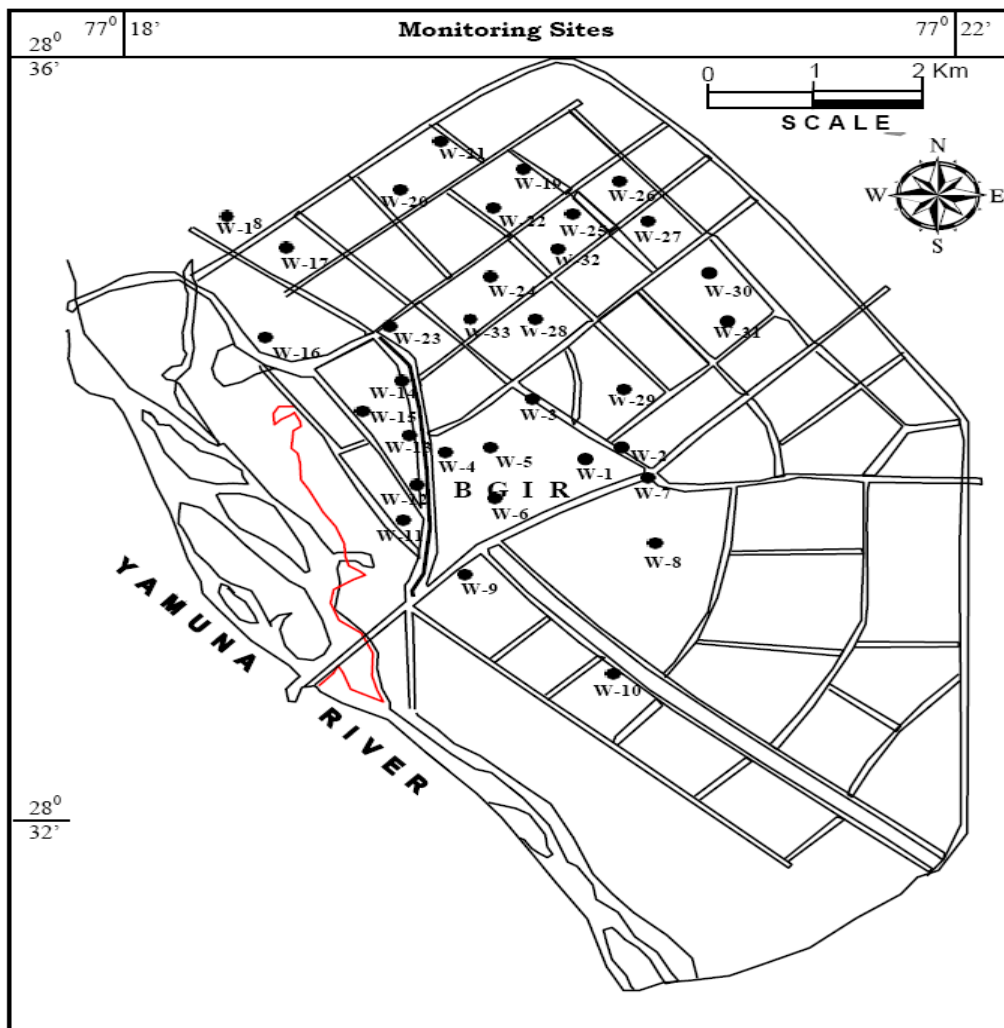 77⁰ 18’ Monitoring Sites 77⁰ 22’
28⁰
36’
0 1 2 Km
SCALE
N
W E
S
W-21
W-19
W-26
W-20
W-22
W-25
W-27
W-18
W-17
W-32
W-24
W-30
W-23
W-33
W-28
W-31
W-16
W-14
W-29
W-15
W-3
W-13
W-4
W-5
W-1
W-2
W-12
BGIR
W-7
W-6
W-11
W-8
W-9
W-10
YAMUNA RIVER
28⁰
32’